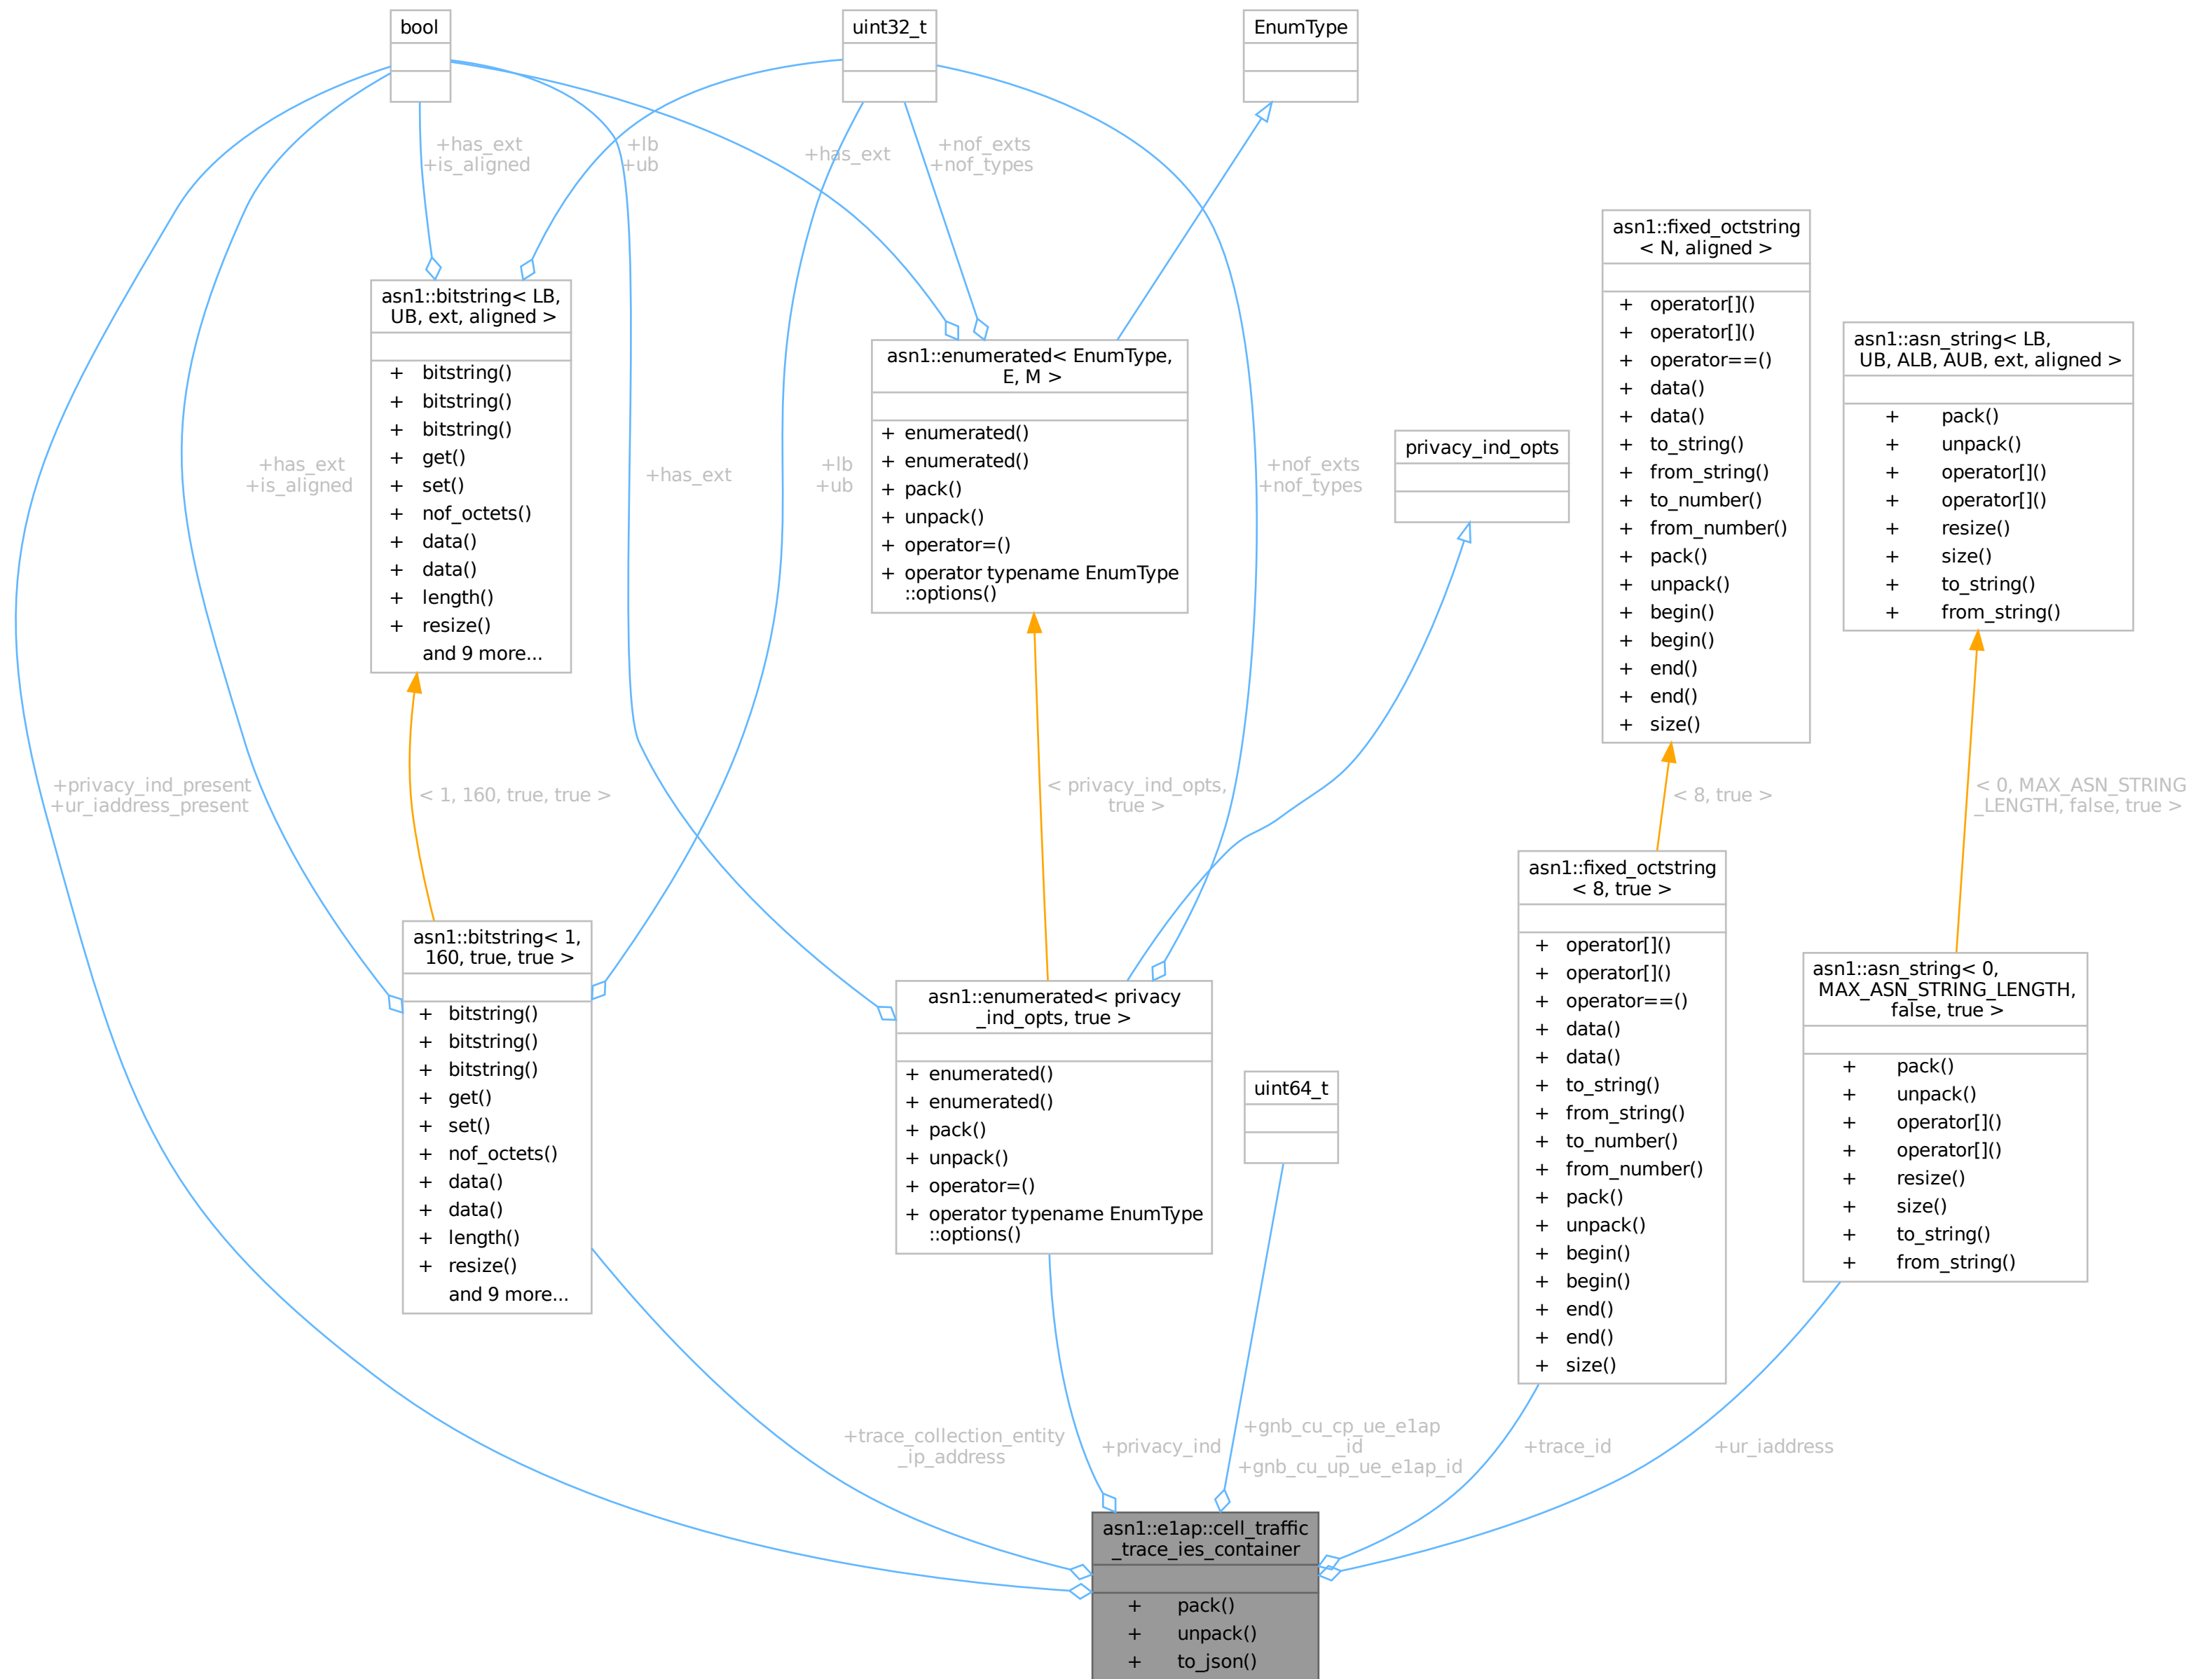 bool
uint32_t
EnumType
+has_ext
+is_aligned
+lb
+ub
+has_ext
+nof_exts
+nof_types
asn1::fixed_octstring
< N, aligned >
+ operator[]()
+ operator[]()
+ operator==()
+ data()
+ data()
+ to_string()
+ from_string()
+ to_number()
+ from_number()
+ pack()
+ unpack()
+ begin()
+ begin()
+ end()
+ end()
+ size()
asn1::bitstring< LB,
UB, ext, aligned >
+ bitstring()
+ bitstring()
+ bitstring()
+ get()
+ set()
+ nof_octets()
+ data()
+ data()
+ length()
+ resize()
and 9 more...
asn1::enumerated< EnumType,
E, M >
+ enumerated()
+ enumerated()
+ pack()
+ unpack()
+ operator=()
+ operator typename EnumType
::options()
asn1::asn_string< LB,
UB, ALB, AUB, ext, aligned >
+ pack()
+ unpack()
+ operator[]()
+ operator[]()
+ resize()
+ size()
+ to_string()
+ from_string()
privacy_ind_opts
+has_ext
+is_aligned
+has_ext
+lb
+ub
+nof_exts
+nof_types
+privacy_ind_present
+ur_iaddress_present
< 1, 160, true, true >
< privacy_ind_opts,
true >
< 8, true >
< 0, MAX_ASN_STRING
_LENGTH, false, true >
asn1::bitstring< 1,
160, true, true >
+ bitstring()
+ bitstring()
+ bitstring()
+ get()
+ set()
+ nof_octets()
+ data()
+ data()
+ length()
+ resize()
and 9 more...
asn1::enumerated< privacy
_ind_opts, true >
+ enumerated()
+ enumerated()
+ pack()
+ unpack()
+ operator=()
+ operator typename EnumType
::options()
uint64_t
asn1::fixed_octstring
< 8, true >
+ operator[]()
+ operator[]()
+ operator==()
+ data()
+ data()
+ to_string()
+ from_string()
+ to_number()
+ from_number()
+ pack()
+ unpack()
+ begin()
+ begin()
+ end()
+ end()
+ size()
asn1::asn_string< 0,
MAX_ASN_STRING_LENGTH,
false, true >
+ pack()
+ unpack()
+ operator[]()
+ operator[]()
+ resize()
+ size()
+ to_string()
+ from_string()
+trace_collection_entity
_ip_address
+privacy_ind
+gnb_cu_cp_ue_e1ap
_id
+gnb_cu_up_ue_e1ap_id
+trace_id
+ur_iaddress
asn1::e1ap::cell_traffic
_trace_ies_container
+ pack()
+ unpack()
+ to_json()